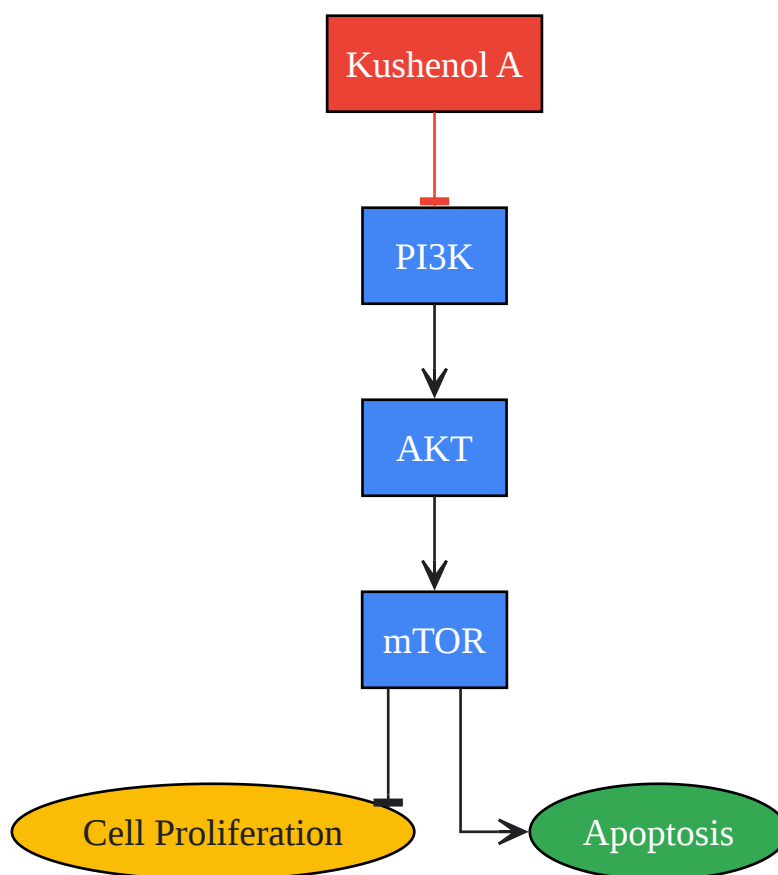 Kushenol A
PI3K
AKT
mTOR
Cell Proliferation
Apoptosis